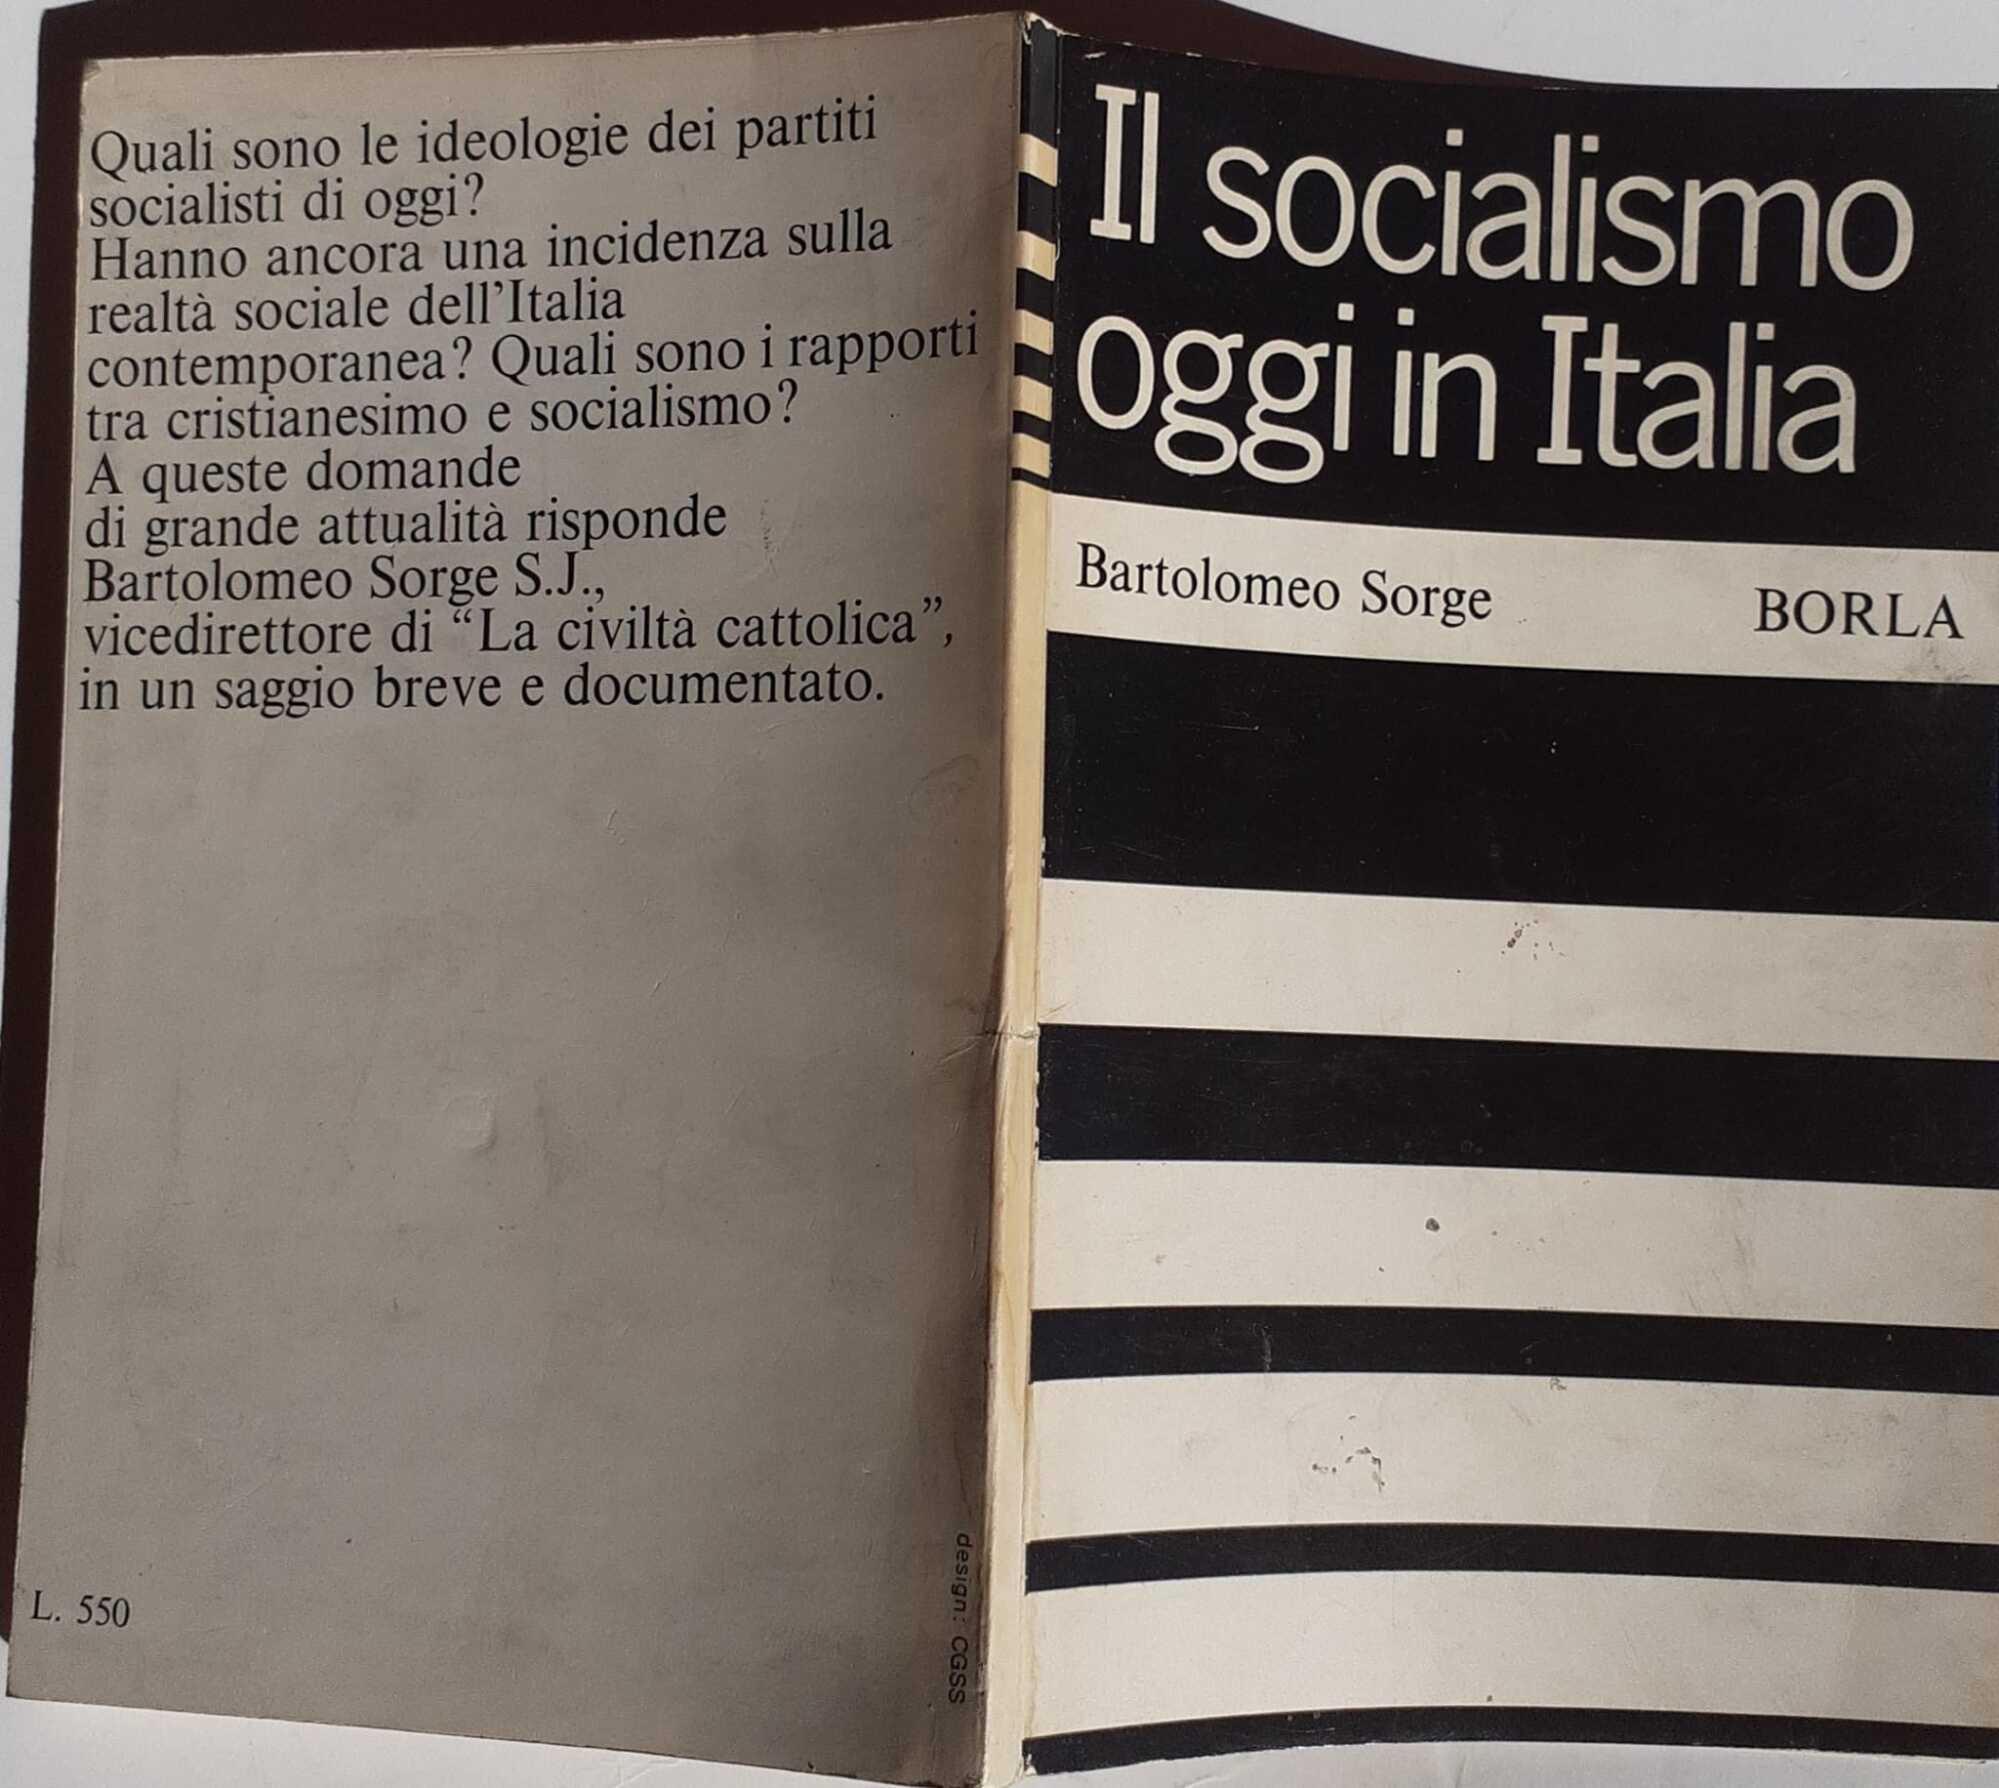 Quali sono le ideologie dei partiti
socialisti di oggi?
Hanno ancora una incidenza sulla
realtà sociale dell'Italia
contemporanea? Quali sono i rapporti
tra cristianesimo e socialismo?
A queste domande
di grande attualità risponde
Bartolomeo Sorge S.J.,
vicedirettore di “La civiltà cattolica”,
in un saggio breve e documentato.
L. 550
design: CGSS
Il socialismo
oggi in Italia
Bartolomeo Sorge BORLA